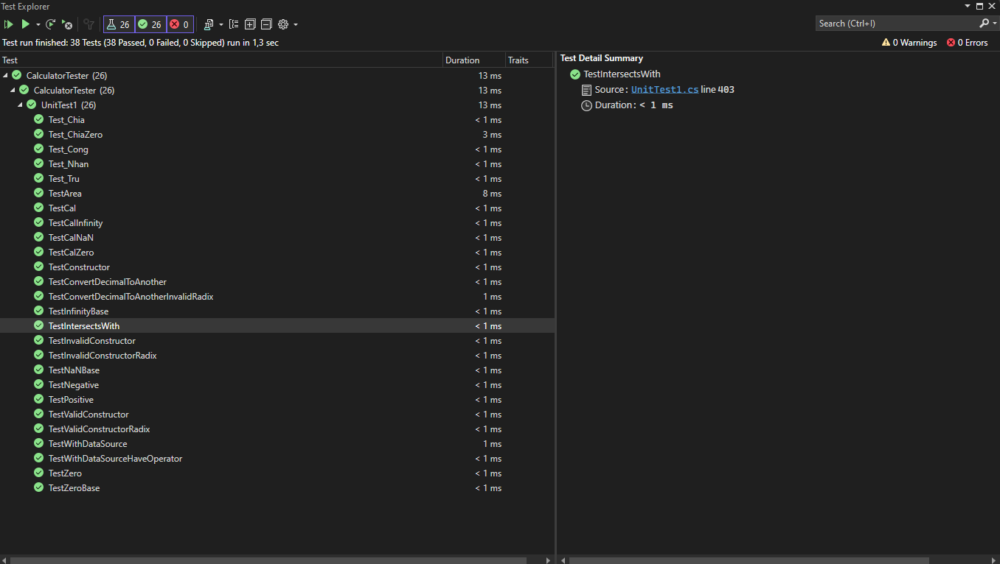 Test Explorer
26 26 0
Search (Ctrl+I)
Test run finished: 38 Tests (38 Passed, 0 Failed, 0 Skipped) run in 1,3 sec
0 Warnings 0 Errors
Test Duration Traits
CalculatorTester (26) 13 ms
CalculatorTester (26) 13 ms
UnitTest1 (26) 13 ms
Test_Chia < 1 ms
Test_ChiaZero 3 ms
Test_Cong < 1 ms
Test_Nhan < 1 ms
Test_Tru < 1 ms
TestArea 8 ms
TestCal < 1 ms
TestCalInfinity < 1 ms
TestCalNaN < 1 ms
TestCalZero < 1 ms
TestConstructor < 1 ms
TestConvertDecimalToAnother < 1 ms
TestConvertDecimalToAnotherInvalidRadix 1 ms
TestInfinityBase < 1 ms
TestIntersectsWith < 1 ms
TestInvalidConstructor < 1 ms
TestInvalidConstructorRadix < 1 ms
TestNaNBase < 1 ms
TestNegative < 1 ms
TestPositive < 1 ms
TestValidConstructor < 1 ms
TestValidConstructorRadix < 1 ms
TestWithDataSource 1 ms
TestWithDataSourceHaveOperator < 1 ms
TestZero < 1 ms
TestZeroBase < 1 ms
Test Detail Summary
TestIntersectsWith
Source: UnitTest1.cs line 403
Duration: < 1 ms